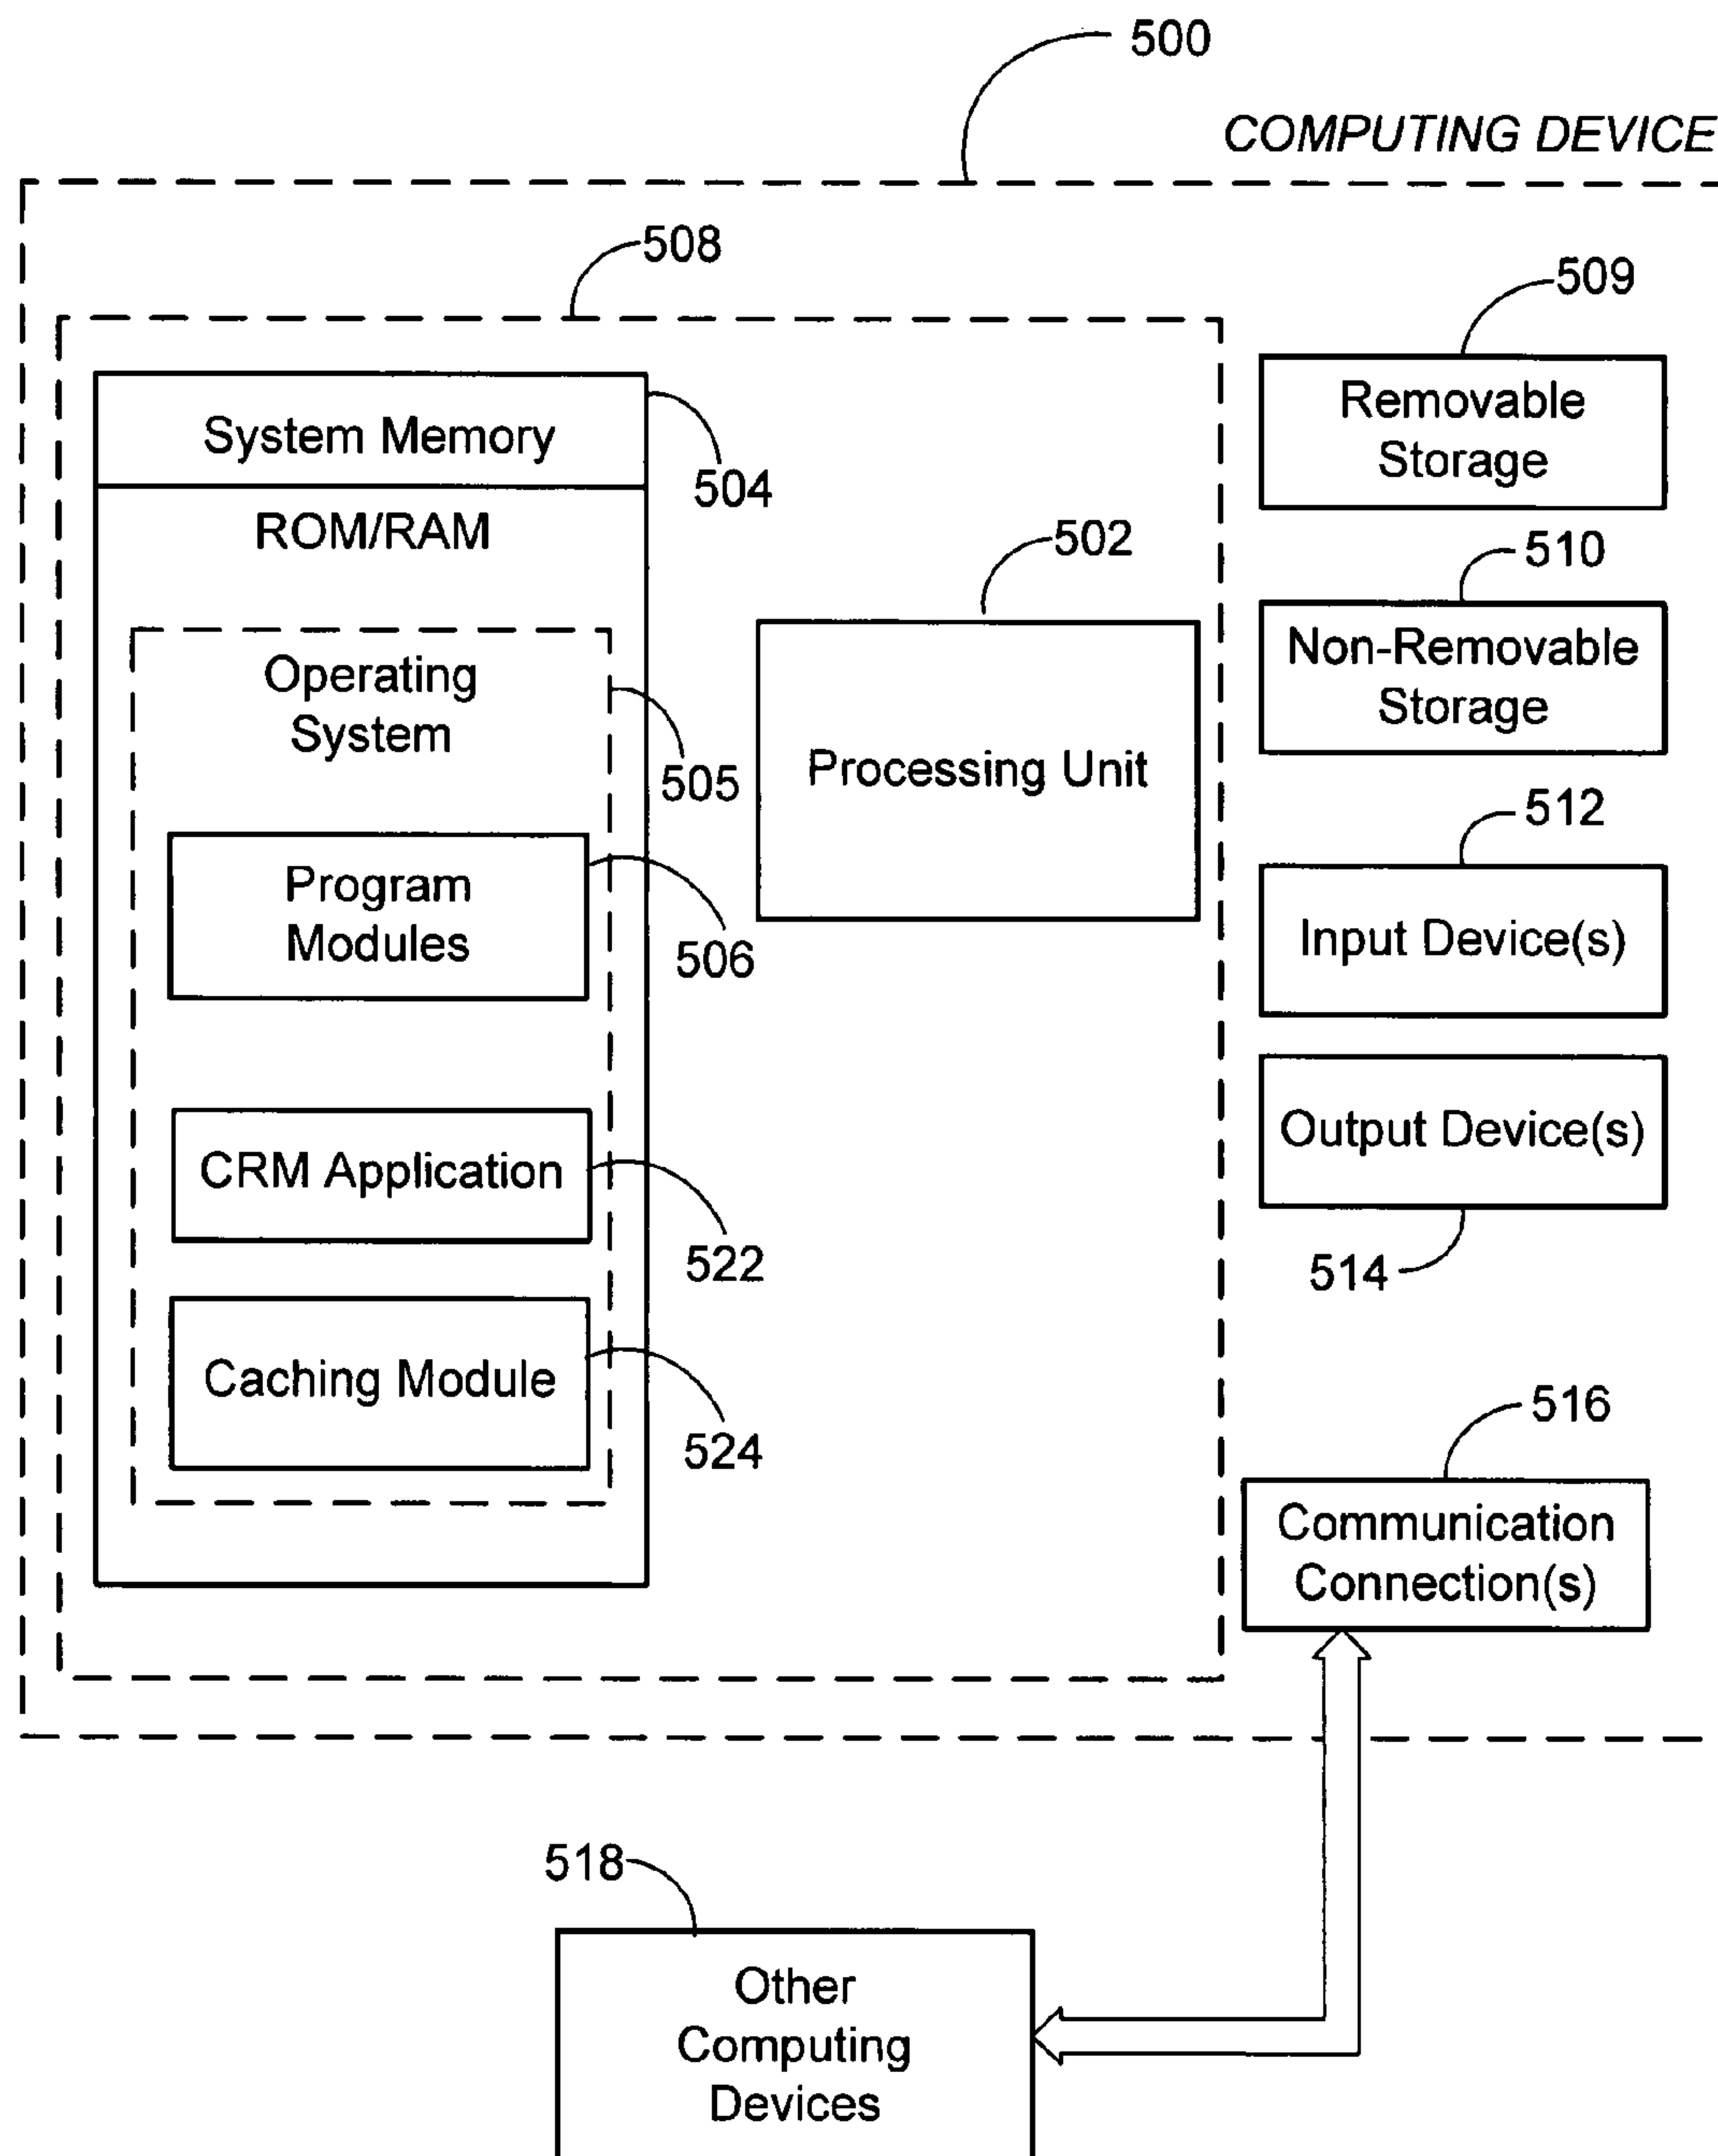 500
COMPUTING DEVICE
508
509
Removable
Storage
System Memory
504
ROM/RAM
502
510
Non-Removable
Storage
Operating
System
505
Processing Unit
512
Program
Modules
506
Input Device(s)
Output Device(s)
CRM Application
522
514
Caching Module
524
516
Communication
Connection(s)
518
Other
Computing
Devices